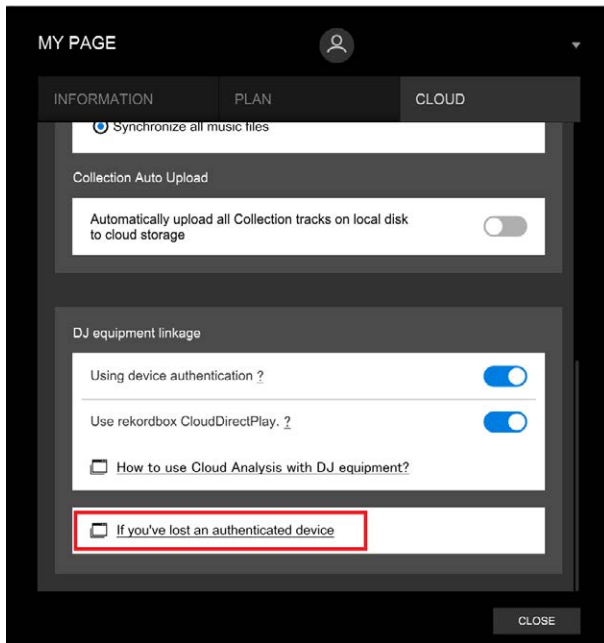 MY PAGE
INFORMATION PLAN CLOUD
Synchronize all music files
Collection Auto Upload
Automatically upload all Collection tracks on local disk
to cloud storage
DJ equipment linkage
Using device authentication ?
Use rekordbox CloudDirectPlay. ?
How to use Cloud Analysis with DJ equipment?
If you've lost an authenticated device
CLOSE